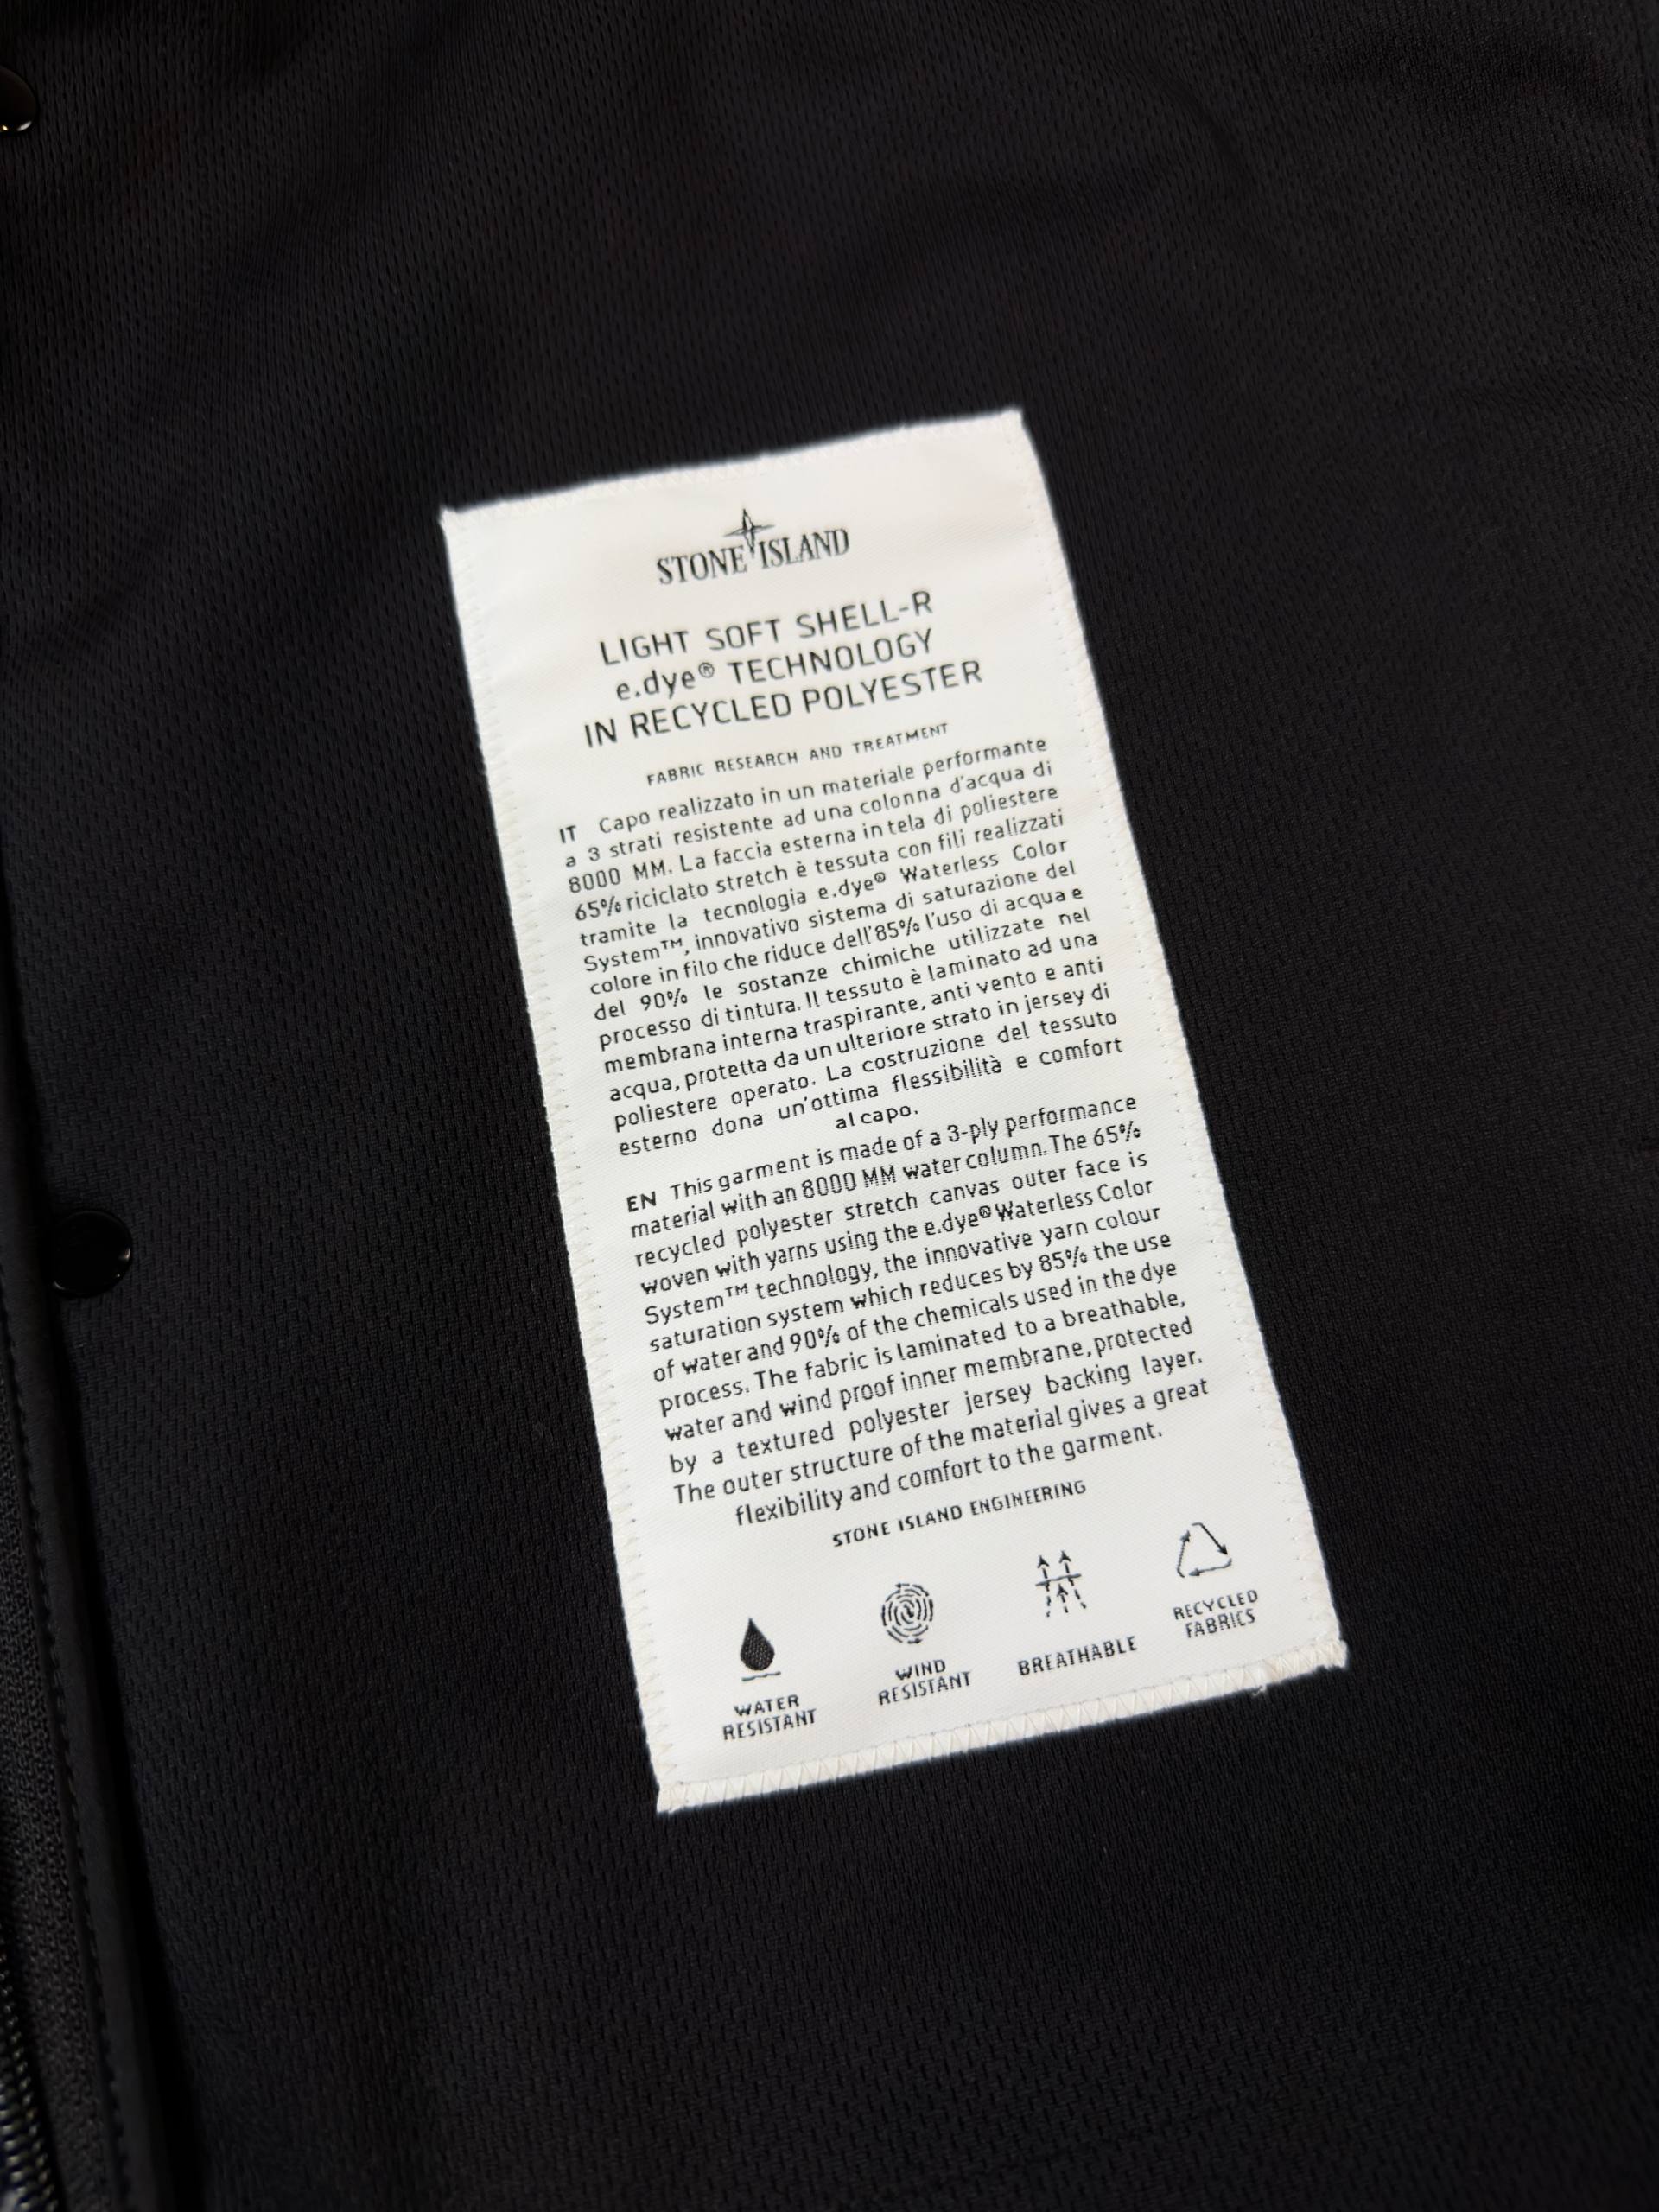 STONE ISLAND
LIGHT SOFT SHELL-R
e.dye® TECHNOLOGY
IN RECYCLED POLYESTER
FABRIC RESEARCH AND TREATMENT
IT Capo realizzato in un materiale performante
a 3 strati resistente ad una colonna d'acqua di
8000 MM. La faccia esterna in tela di poliestere
65% riciclato stretch è tessuta con fili realizzati
tramite la tecnologia e.dye® Waterless Color
System™, innovativo sistema di saturazione del
colore in filo che riduce dell'85% l'uso di acqua e
del 90% le sostanze chimiche utilizzate nel
processo di tintura. Il tessuto è laminato ad una
membrana interna traspirante, anti vento e anti
acqua, protetta da un ulteriore strato in jersey di
poliestere operato. La costruzione del tessuto
esterno dona un'ottima flessibilità e comfort
al capo.
EN This garment is made of a 3-ply performance
material with an 8000 MM water column. The 65%
recycled polyester stretch canvas outer face is
woven with yarns using the e.dye® Waterless Color
System™ technology, the innovative yarn colour
saturation system which reduces by 85% the use
of water and 90% of the chemicals used in the dye
process. The fabric is laminated to a breathable,
water and wind proof inner membrane, protected
by a textured polyester jersey backing layer.
The outer structure of the material gives a great
flexibility and comfort to the garment.
STONE ISLAND ENGINEERING
WATER
RESISTANT
WIND
RESISTANT
BREATHABLE
RECYCLED
FABRICS